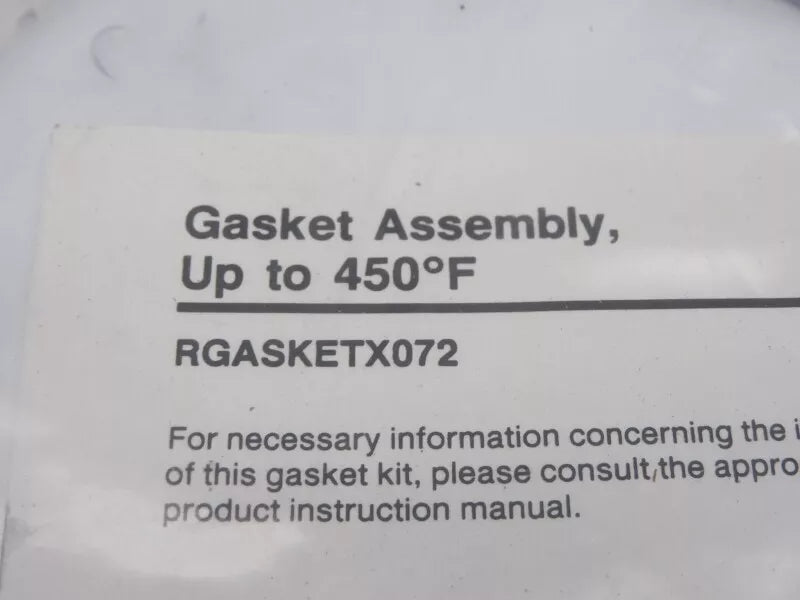 Gasket Assembly,
Up to 450°F
RGASKETX072
For necessary information concerning the
of this gasket kit, please consult the
product instruction manual.